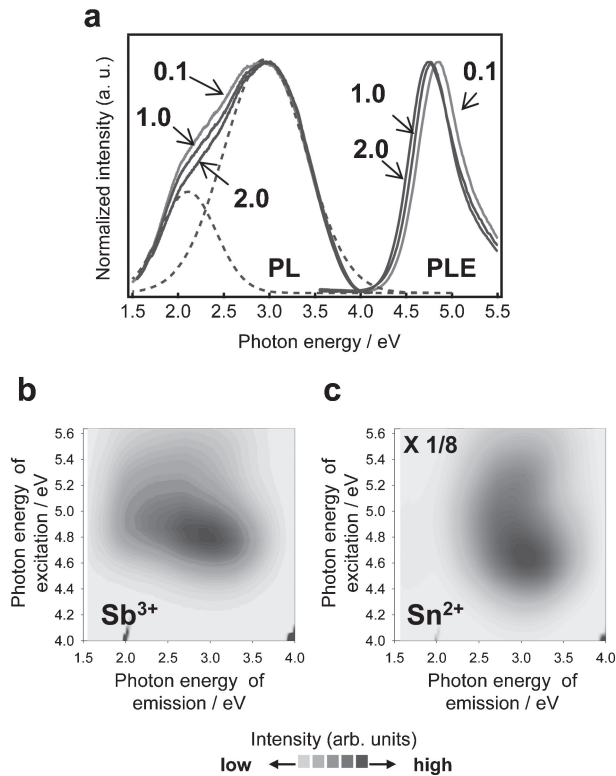 a
Normalized intensity (a. u.)
0.1
1.0
2.0
PL
1.0
2.0
0.1
PLE
1.5 2.0 2.5 3.0 3.5 4.0 4.5 5.0 5.5
Photon energy / eV
b
Photon energy of
excitation / eV
5.6
5.4
5.2
5.0
4.8
4.6
4.4
4.2
4.0
Sb³⁺
1.5 2.0 2.5 3.0 3.5 4.0
Photon energy of
emission / eV
c
Photon energy of
excitation / eV
5.6
5.4
5.2
5.0
4.8
4.6
4.4
4.2
4.0
X 1/8
Sn²⁺
1.5 2.0 2.5 3.0 3.5 4.0
Photon energy of
emission / eV
Intensity (arb. units)
low high